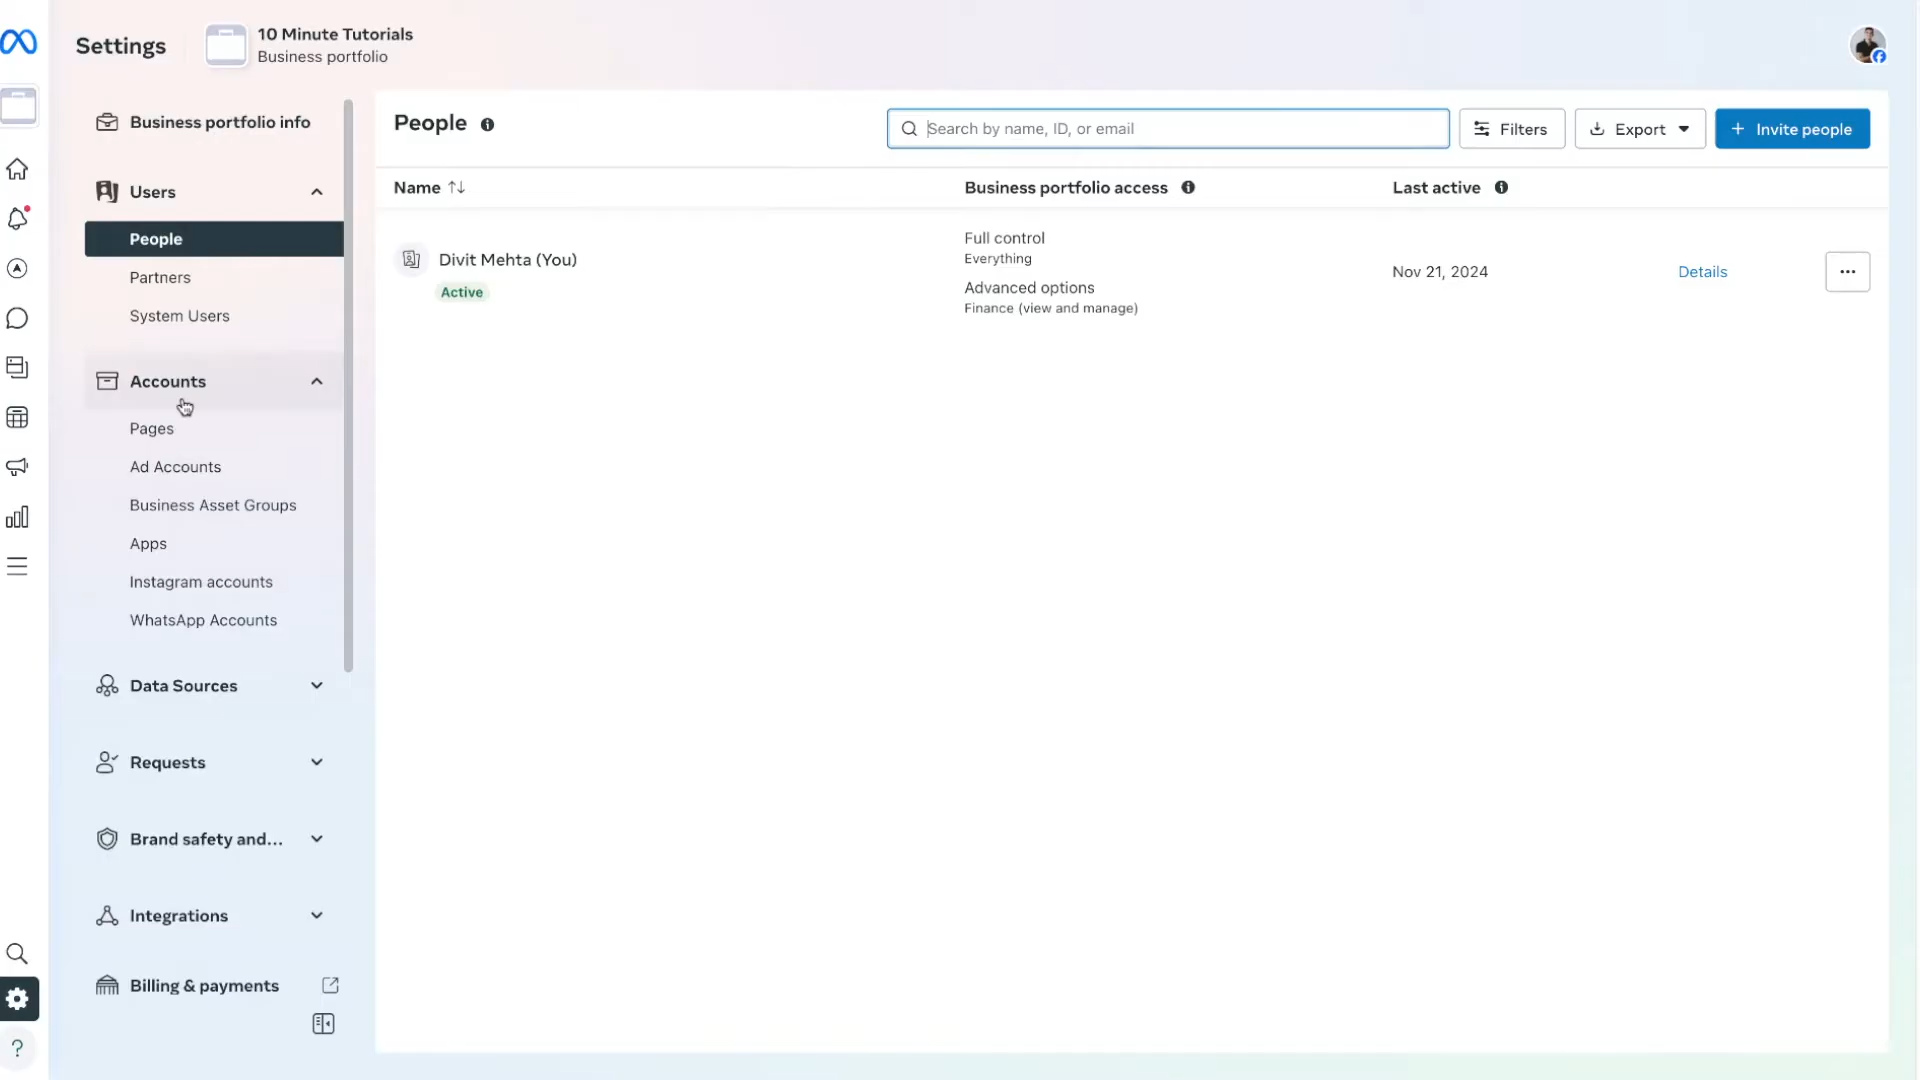 Settings
10 Minute Tutorials
Business portfolio
Business portfolio info
Users
People
Partners
System Users
Accounts
Pages
Ad Accounts
Business Asset Groups
Apps
Instagram accounts
WhatsApp Accounts
Data Sources
Requests
Brand safety and...
Integrations
Billing & payments
?
People
Search by name, ID, or email
Filters
Export
+ Invite people
Name
Business portfolio access
Last active
Divit Mehta (You)
Active
Full control
Everything
Advanced options
Finance (view and manage)
Nov 21, 2024
Details